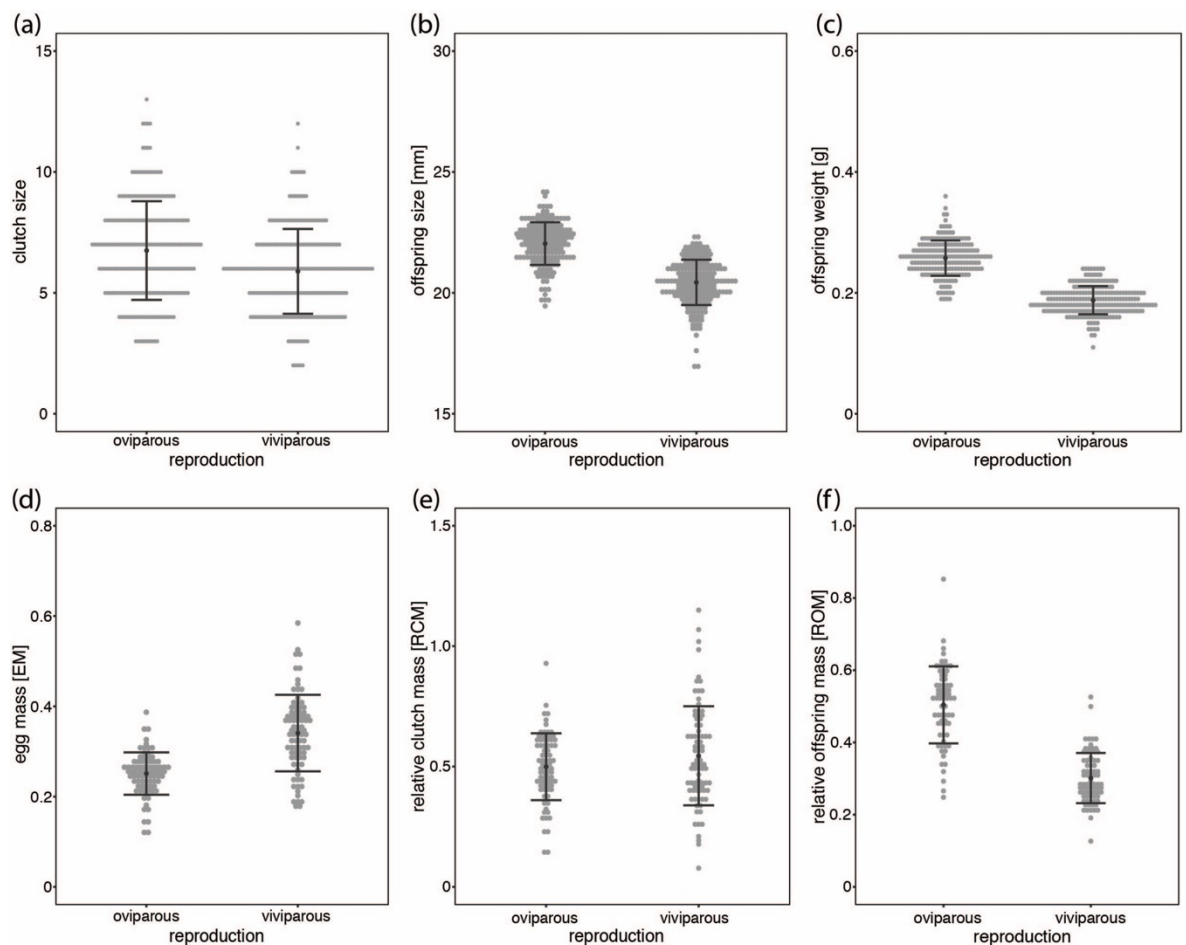 (a)
15
10
5
0
clutch size
oviparous viviparous
reproduction
(b)
30
25
20
15
offspring size [mm]
oviparous viviparous
reproduction
(c)
0.6
0.4
0.2
0
offspring weight [g]
oviparous viviparous
reproduction
(d)
0.8
0.6
0.4
0.2
0
egg mass [EM]
oviparous viviparous
reproduction
(e)
1.5
1.0
0.5
0
relative clutch mass [RCM]
oviparous viviparous
reproduction
(f)
1.0
0.8
0.6
0.4
0.2
0
relative offspring mass [ROM]
oviparous viviparous
reproduction